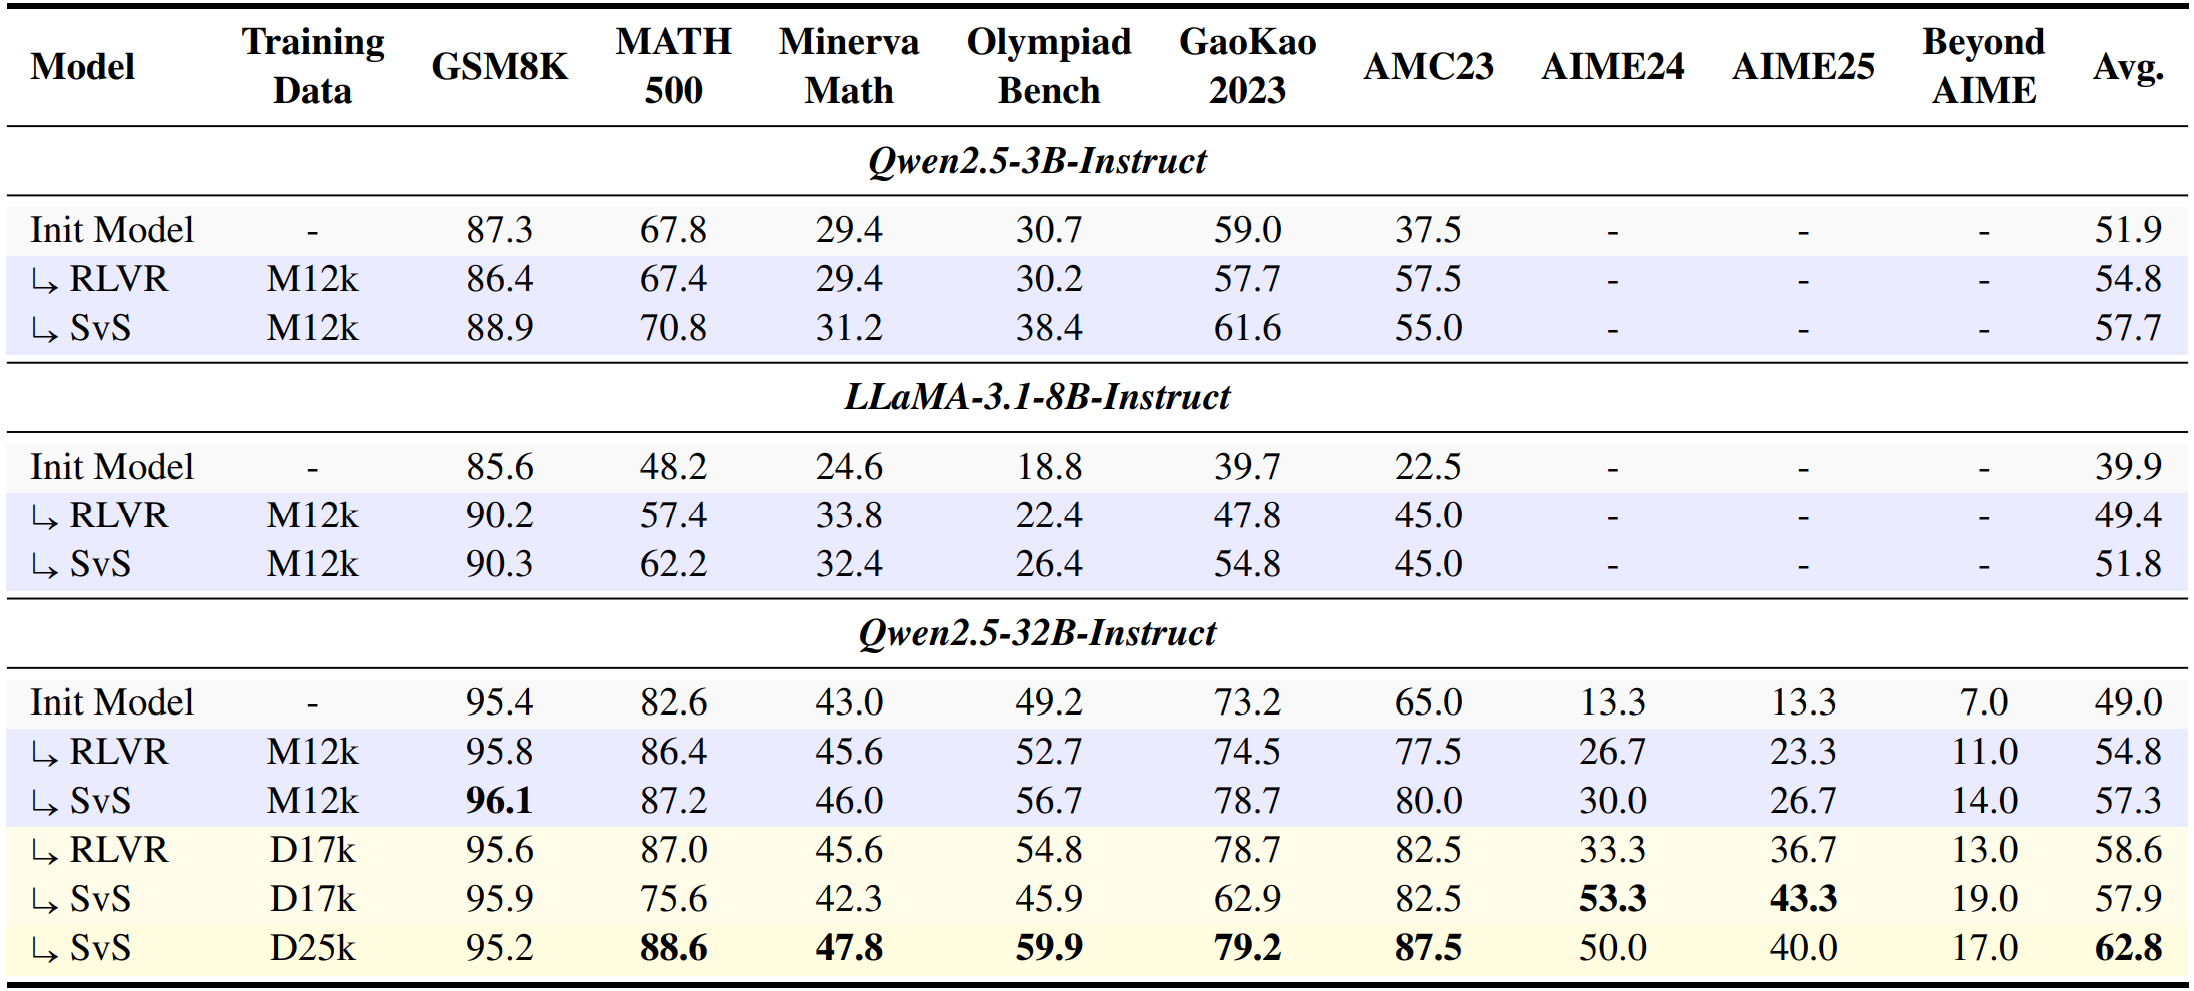 Model Training Data GSM8K MATH 500 Minerva Math Olympiad Bench GaoKao 2023 AMC23 AIME24 AIME25 Beyond AIME Avg.
Qwen2.5-3B-Instruct
Init Model - 87.3 67.8 29.4 30.7 59.0 37.5 - - - 51.9
↳ RLVR M12k 86.4 67.4 29.4 30.2 57.7 57.5 - - - 54.8
↳ SvS M12k 88.9 70.8 31.2 38.4 61.6 55.0 - - - 57.7
LLaMA-3.1-8B-Instruct
Init Model - 85.6 48.2 24.6 18.8 39.7 22.5 - - - 39.9
↳ RLVR M12k 90.2 57.4 33.8 22.4 47.8 45.0 - - - 49.4
↳ SvS M12k 90.3 62.2 32.4 26.4 54.8 45.0 - - - 51.8
Qwen2.5-32B-Instruct
Init Model - 95.4 82.6 43.0 49.2 73.2 65.0 13.3 13.3 7.0 49.0
↳ RLVR M12k 95.8 86.4 45.6 52.7 74.5 77.5 26.7 23.3 11.0 54.8
↳ SvS M12k 96.1 87.2 46.0 56.7 78.7 80.0 30.0 26.7 14.0 57.3
↳ RLVR D17k 95.6 87.0 45.6 54.8 78.7 82.5 33.3 36.7 13.0 58.6
↳ SvS D17k 95.9 75.6 42.3 45.9 62.9 82.5 53.3 43.3 19.0 57.9
↳ SvS D25k 95.2 88.6 47.8 59.9 79.2 87.5 50.0 40.0 17.0 62.8